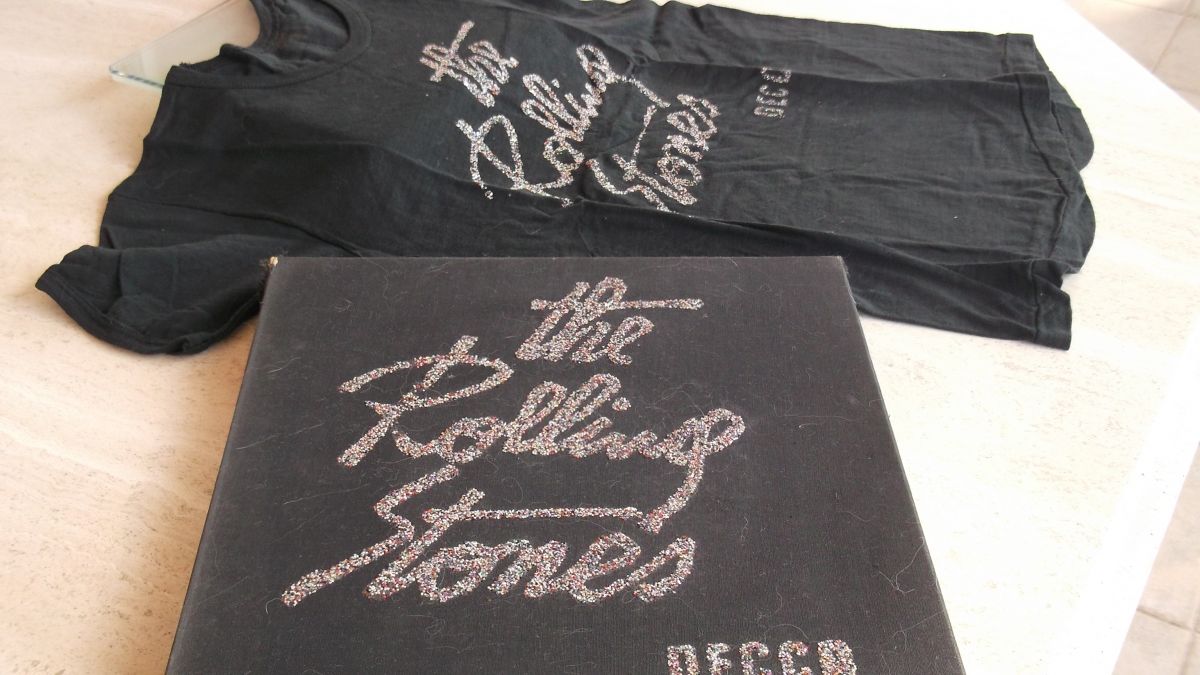 the
Rolling
Stones
DECCA
the
Rolling
Stones
DECCA